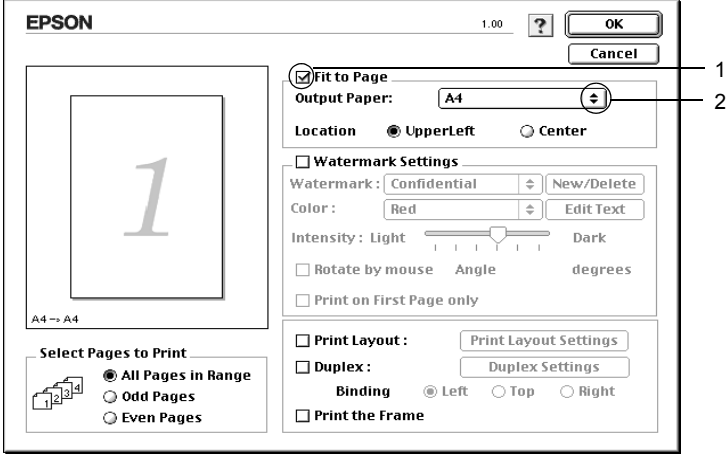 EPSON 1.00 ? OK
Cancel
1
Fit to Page
Output Paper: A4
2
Location UpperLeft Center
Watermark Settings
Watermark : Confidential New/Delete
Color : Red Edit Text
Intensity : Light Dark
Rotate by mouse Angle degrees
Print on First Page only
1
A4 -> A4
Select Pages to Print
1 2 3 4
All Pages in Range
Odd Pages
Even Pages
Print Layout : Print Layout Settings
Duplex : Duplex Settings
Binding Left Top Right
Print the Frame